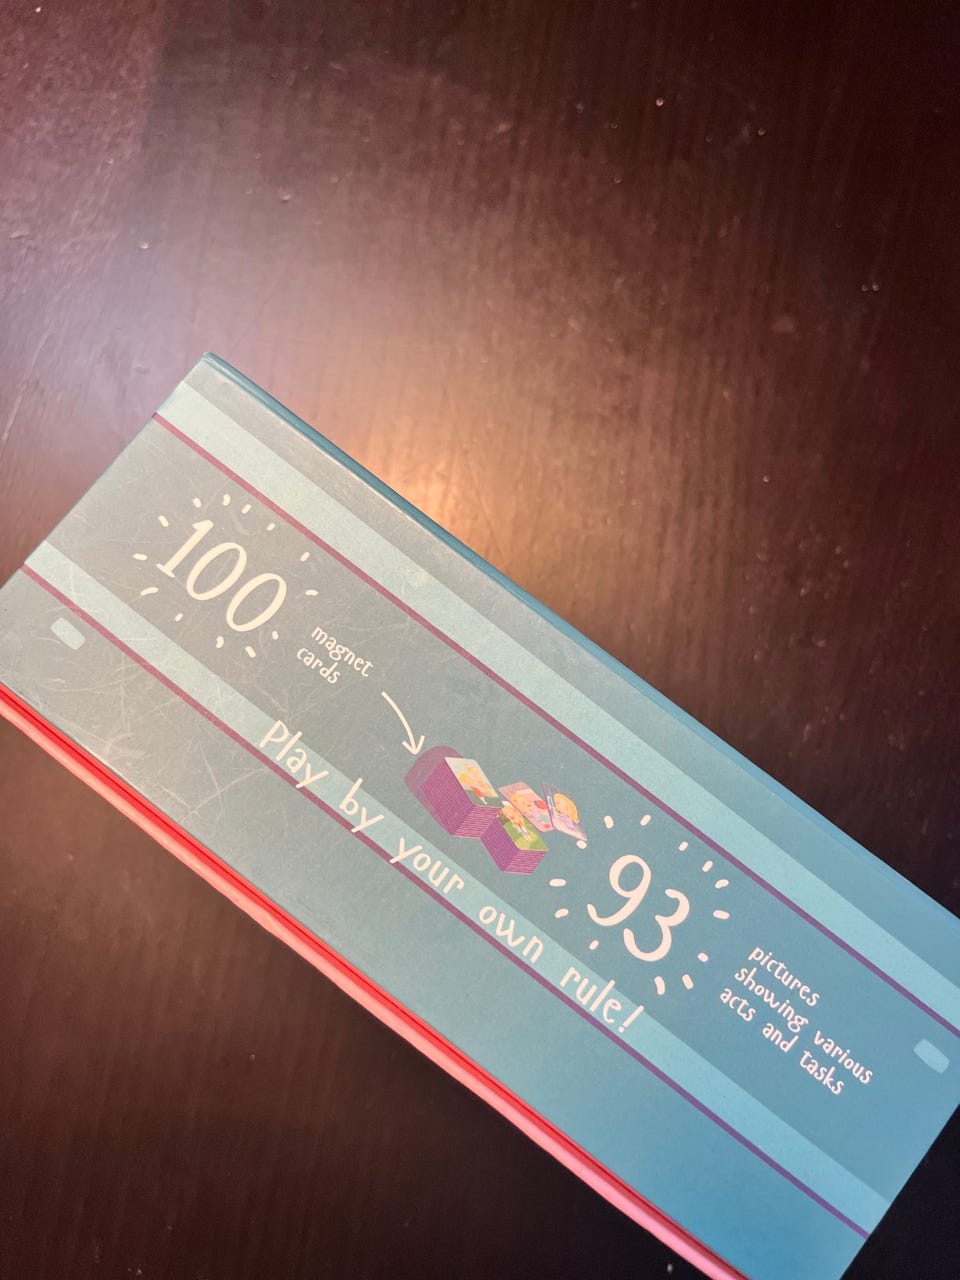 100
magnet
cards
Play by your own rule!
93
pictures
showing various
acts and tasks